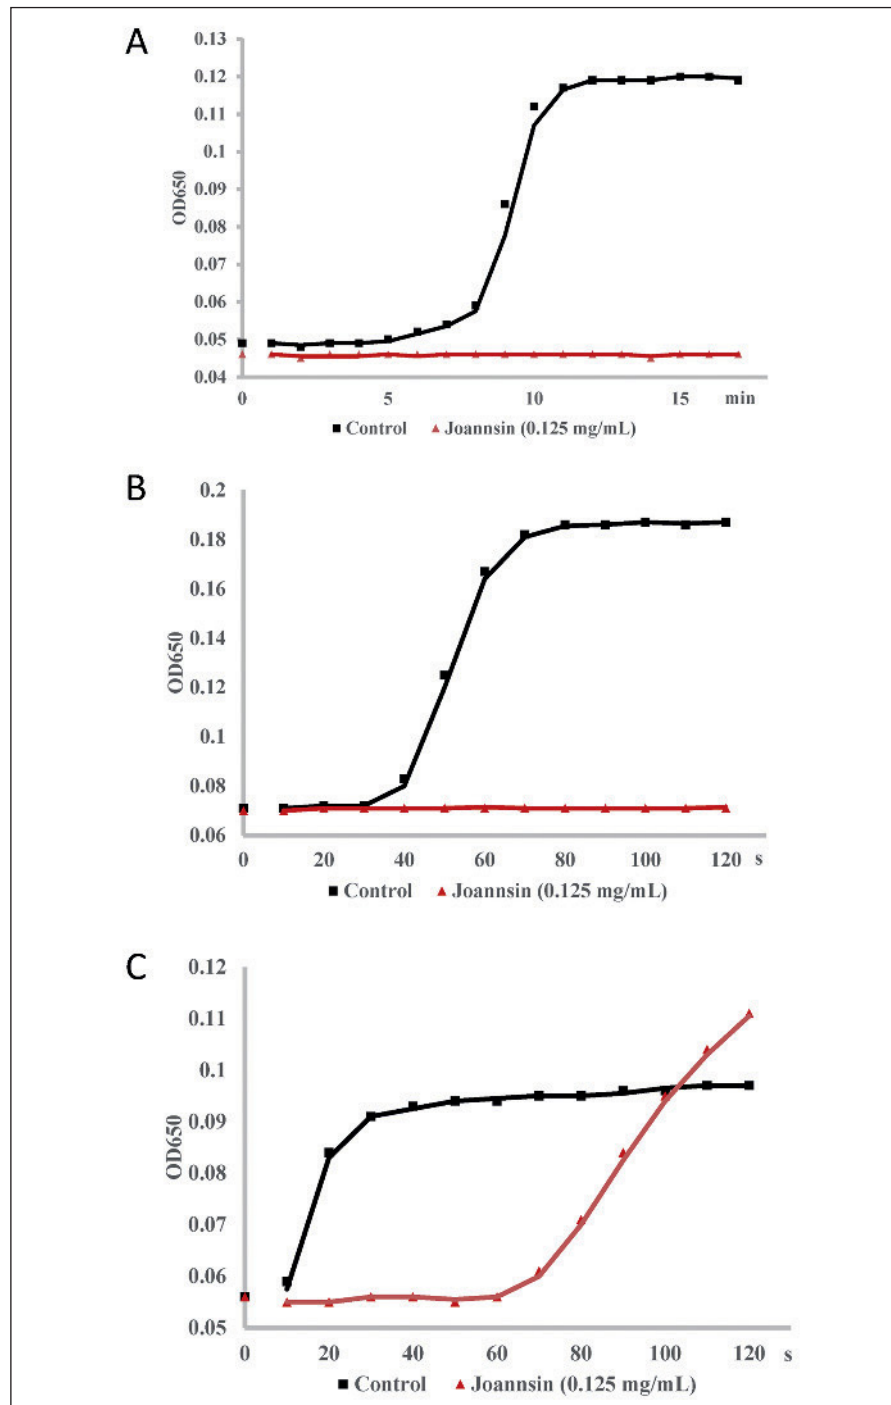 A
0.13
0.12
0.11
0.1
0.09
0.08
0.07
0.06
0.05
0.04
OD650
0 5 10 15 min
Control Joannsin (0.125 mg/mL)
B
0.2
0.18
0.16
0.14
0.12
0.1
0.08
0.06
OD650
0 20 40 60 80 100 120 s
Control Joannsin (0.125 mg/mL)
C
0.12
0.11
0.1
0.09
0.08
0.07
0.06
0.05
OD650
0 20 40 60 80 100 120 s
Control Joannsin (0.125 mg/mL)